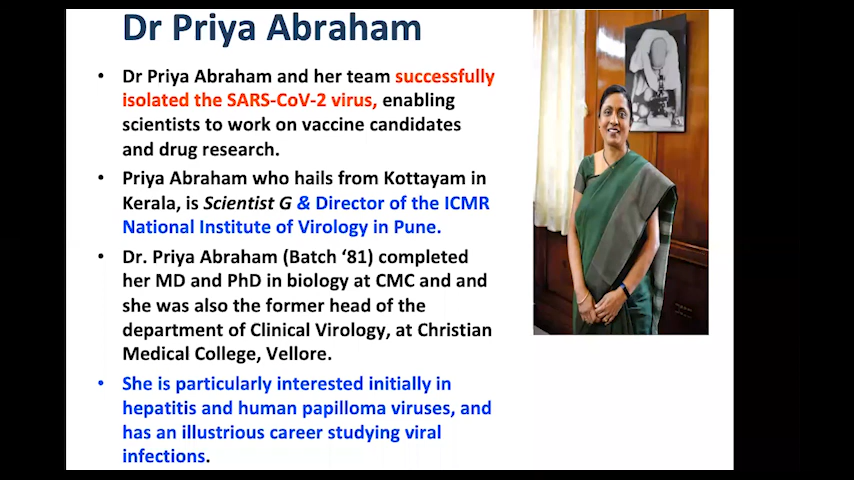 Dr Priya Abraham
• Dr Priya Abraham and her team successfully
isolated the SARS-CoV-2 virus, enabling
scientists to work on vaccine candidates
and drug research.
• Priya Abraham who hails from Kottayam in
Kerala, is Scientist G & Director of the ICMR
National Institute of Virology in Pune.
• Dr. Priya Abraham (Batch ‘81) completed
her MD and PhD in biology at CMC and and
she was also the former head of the
department of Clinical Virology, at Christian
Medical College, Vellore.
• She is particularly interested initially in
hepatitis and human papilloma viruses, and
has an illustrious career studying viral
infections.